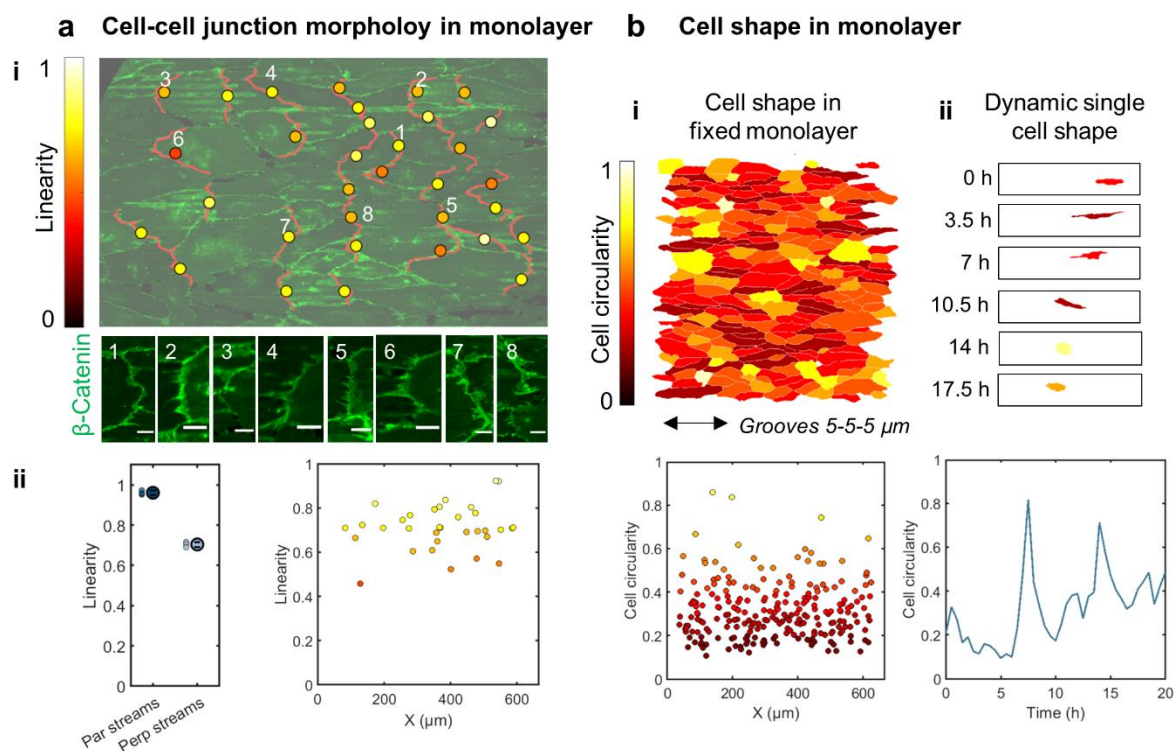 a Cell-cell junction morpholoy in monolayer
i
1
Linearity
0
3
4
2
1
6
7
8
5
β-Catenin
1 2 3 4 5 6 7 8
ii
Linearity
1
0.8
0.6
0.4
0.2
0
Par streams
Perp streams
Linearity
1
0.8
0.6
0.4
0.2
0
0 200 400 600
X (µm)
b Cell shape in monolayer
i
Cell shape in
fixed monolayer
1
Cell circularity
0
Grooves 5-5-5 µm
ii
Dynamic single
cell shape
0 h
3.5 h
7 h
10.5 h
14 h
17.5 h
Cell circularity
1
0.8
0.6
0.4
0.2
0
0 200 400 600
X (µm)
Cell circularity
1
0.8
0.6
0.4
0.2
0
0 5 10 15 20
Time (h)